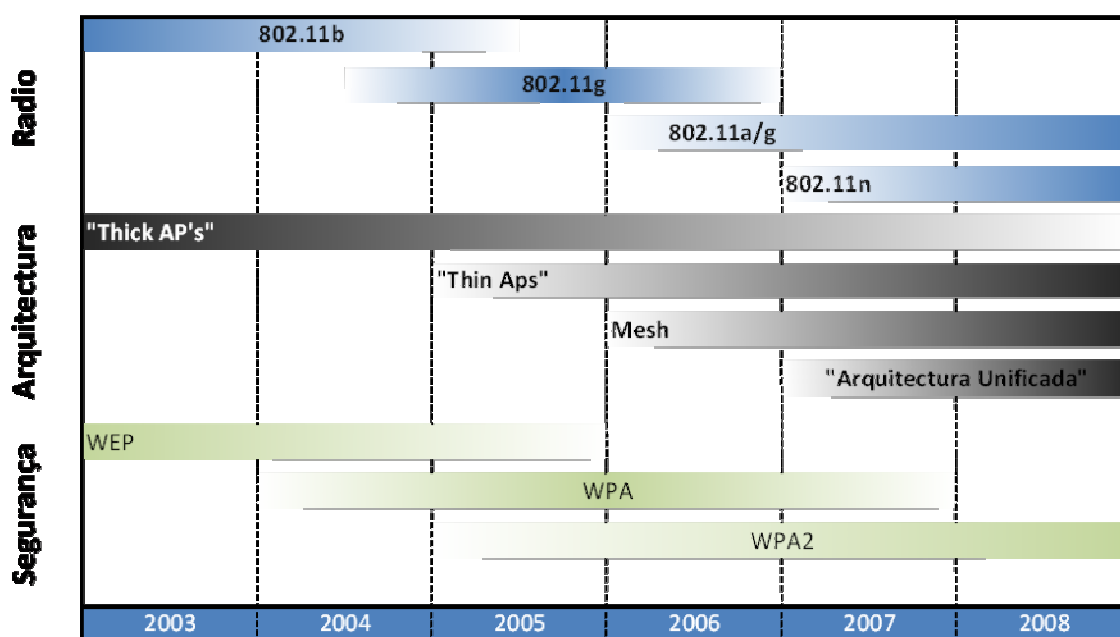 Radio
802.11b
802.11g
802.11a/g
802.11n
Arquitectura
"Thick AP's"
"Thin Aps"
Mesh
"Arquitectura Unificada"
Segurança
WEP
WPA
WPA2
2003 2004 2005 2006 2007 2008